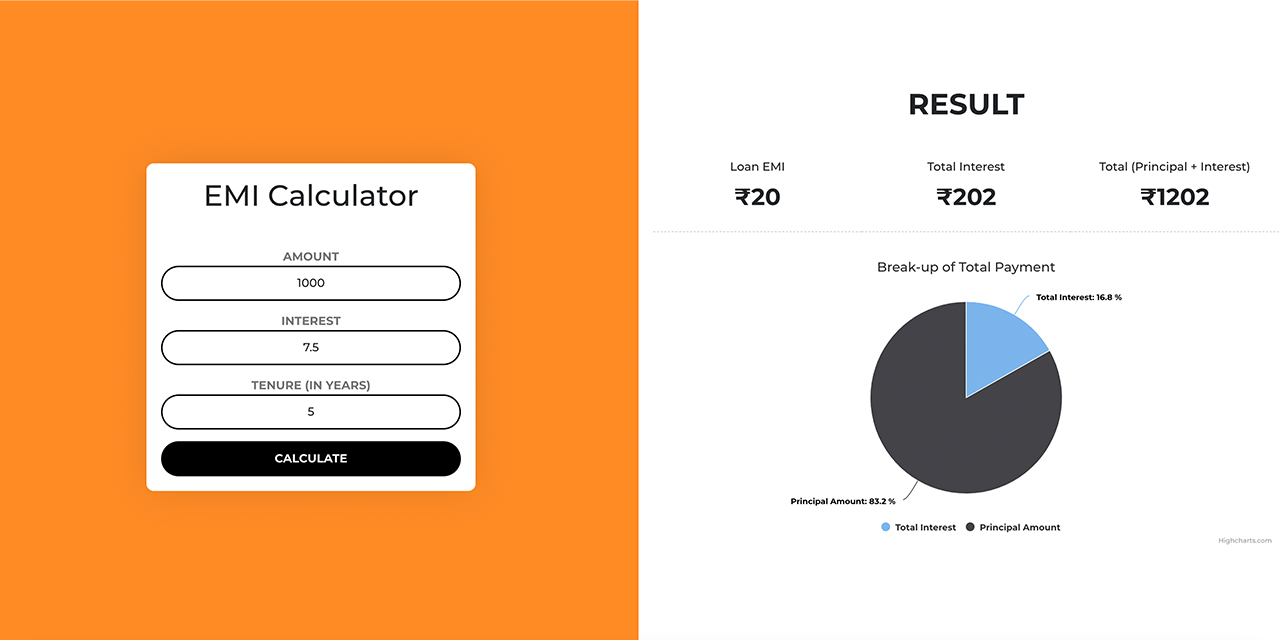 EMI Calculator
AMOUNT
1000
INTEREST
7.5
TENURE (IN YEARS)
5
CALCULATE
RESULT
Loan EMI
₹20
Total Interest
₹202
Total (Principal + Interest)
₹1202
Break-up of Total Payment
Total Interest: 16.8 %
Principal Amount: 83.2 %
Total Interest
Principal Amount
Highcharts.com